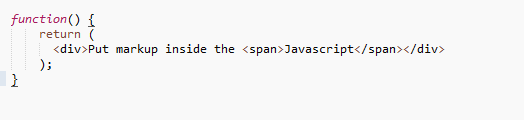 function() {
    return (
      <div>Put markup inside the <span>Javascript</span></div>
    );
}